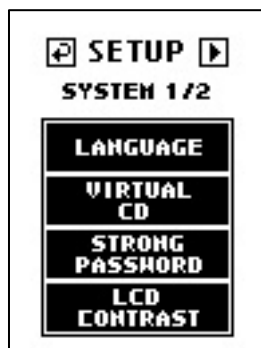 SETUP
SYSTEM 1/2
LANGUAGE
VIRTUAL
CD
STRONG
PASSWORD
LCD
CONTRAST